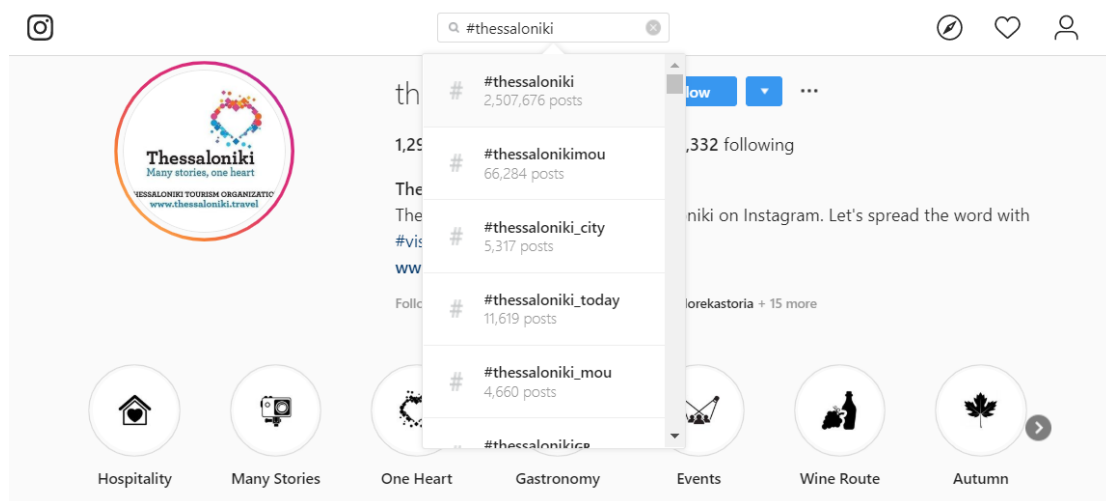 #thessaloniki
#thessaloniki
2,507,676 posts
#thessalonikimou
66,284 posts
#thessaloniki_city
5,317 posts
#thessaloniki_today
11,619 posts
#thessaloniki_mou
4,660 posts
#thessalonikiGR
Thessaloniki
Many stories, one heart
THESSALONIKI TOURISM ORGANIZATION
www.thessaloniki.travel
th
low
1,29
,332 following
The
The
niki on Instagram. Let's spread the word with
#vis
ww
Follo
lorekastoria + 15 more
Hospitality
Many Stories
One Heart
Gastronomy
Events
Wine Route
Autumn